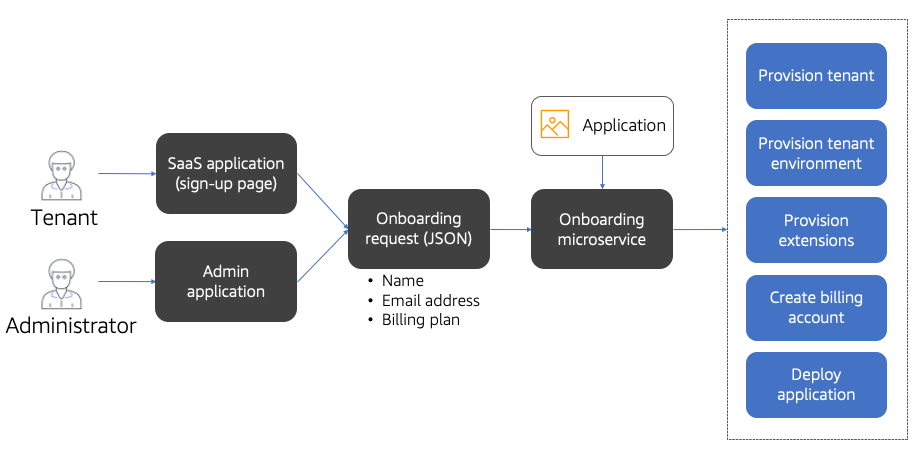 Tenant
SaaS application
(sign-up page)
Administrator
Admin
application
Onboarding
request (JSON)
• Name
• Email address
• Billing plan
Application
Onboarding
microservice
Provision tenant
Provision tenant
environment
Provision
extensions
Create billing
account
Deploy
application